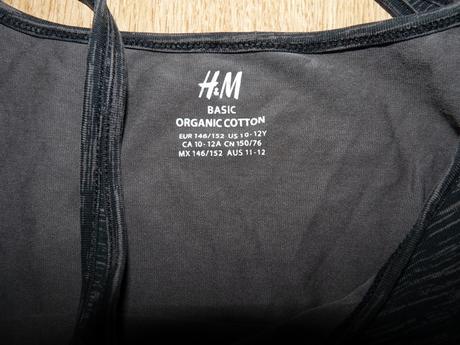 H&M
BASIC
ORGANIC COTTON
EUR 146/152 US 10-12Y
CA 10-12A CN 150/76
MX 146/152 AUS 11-12